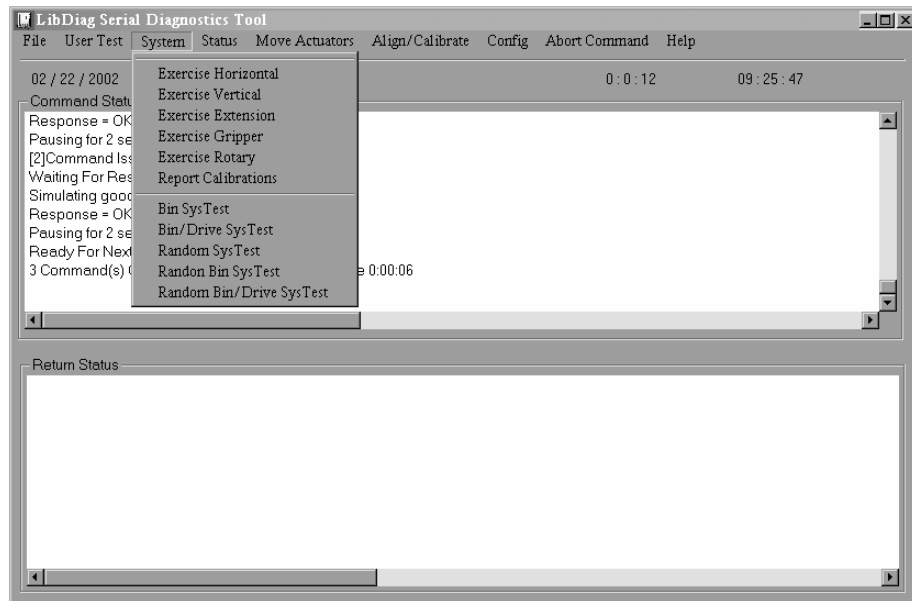 LibDiag Serial Diagnostics Tool
File User Test System Status Move Actuators Align/Calibrate Config Abort Command Help
02 / 22 / 2002 0 : 0 : 12 09 : 25 : 47
Command Statu
Response = OK
Pausing for 2 se
[2]Command Iss
Waiting For Res
Simulating good
Response = OK
Pausing for 2 se
Ready For Next
3 Command(s) e 0:00:06
Exercise Horizontal
Exercise Vertical
Exercise Extension
Exercise Gripper
Exercise Rotary
Report Calibrations
Bin SysTest
Bin/Drive SysTest
Random SysTest
Randon Bin SysTest
Random Bin/Drive SysTest
Return Status